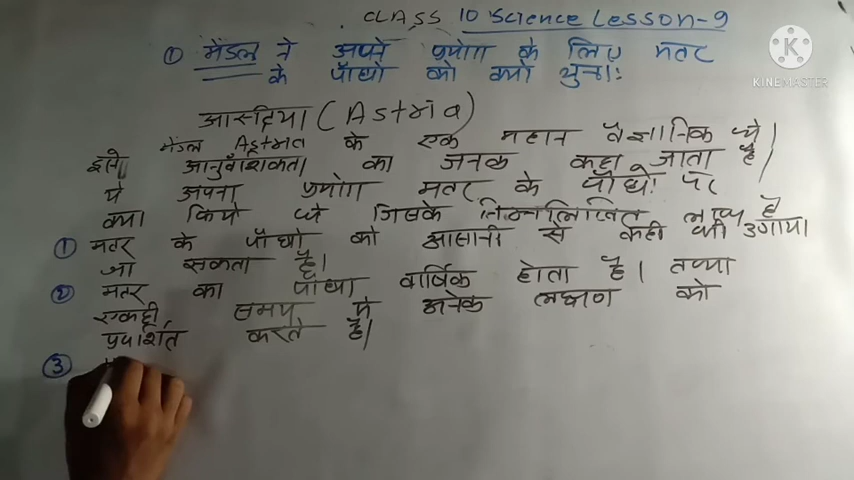 CLASS 10 Science Lesson-9
① मेंडल ने अपने प्रयोग के लिए मटर
के पौधो को क्यो चुना।:
K
KINEMASTER
आस्ट्रिया (Astria)
मेंडल Astria के एक महान वैज्ञानिक थे।
इन्हे आनुवंशिकता का जनक कहा जाता है।
ये अपना प्रयोग मटर के पौधो पर
क्या किये थे जिसके निम्नलिखित लाभ है
① मटर के पौधो को आसानी से कही भी उगाया
जा सकता है।
② मटर का पौधा वार्षिक होता है। तथा
एकही समय मे अनेक लक्षण को
प्रदर्शित करते है।
③